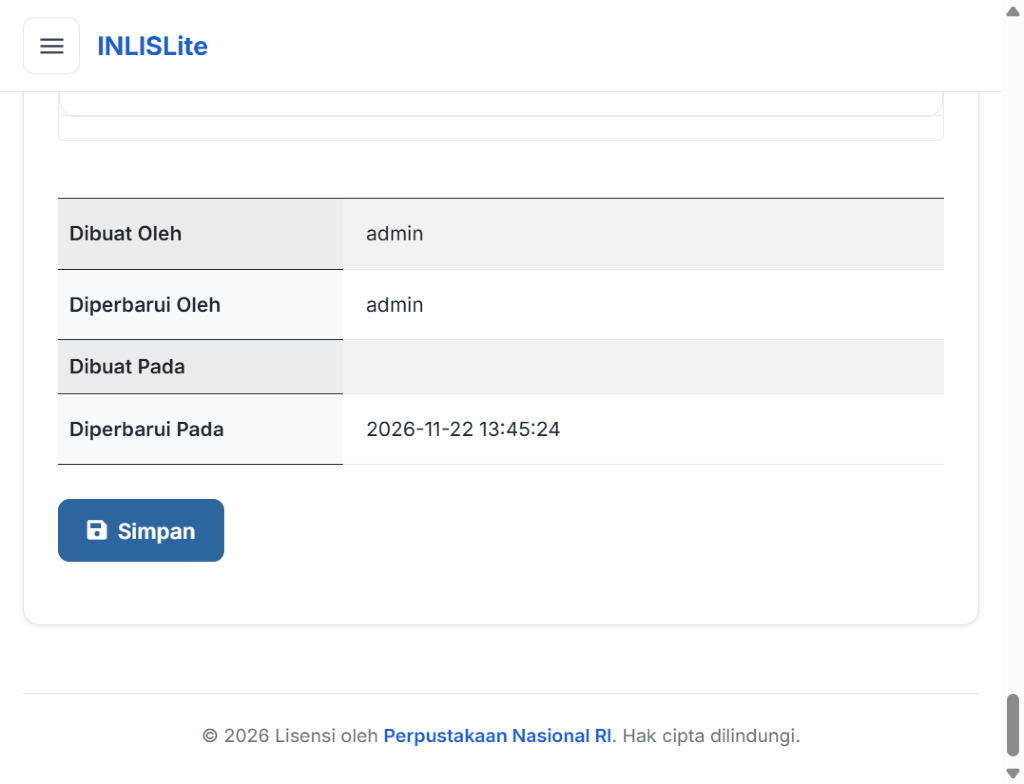 INLISLite
Dibuat Oleh admin
Diperbarui Oleh admin
Dibuat Pada
Diperbarui Pada 2026-11-22 13:45:24
Simpan
© 2026 Lisensi oleh Perpustakaan Nasional RI. Hak cipta dilindungi.